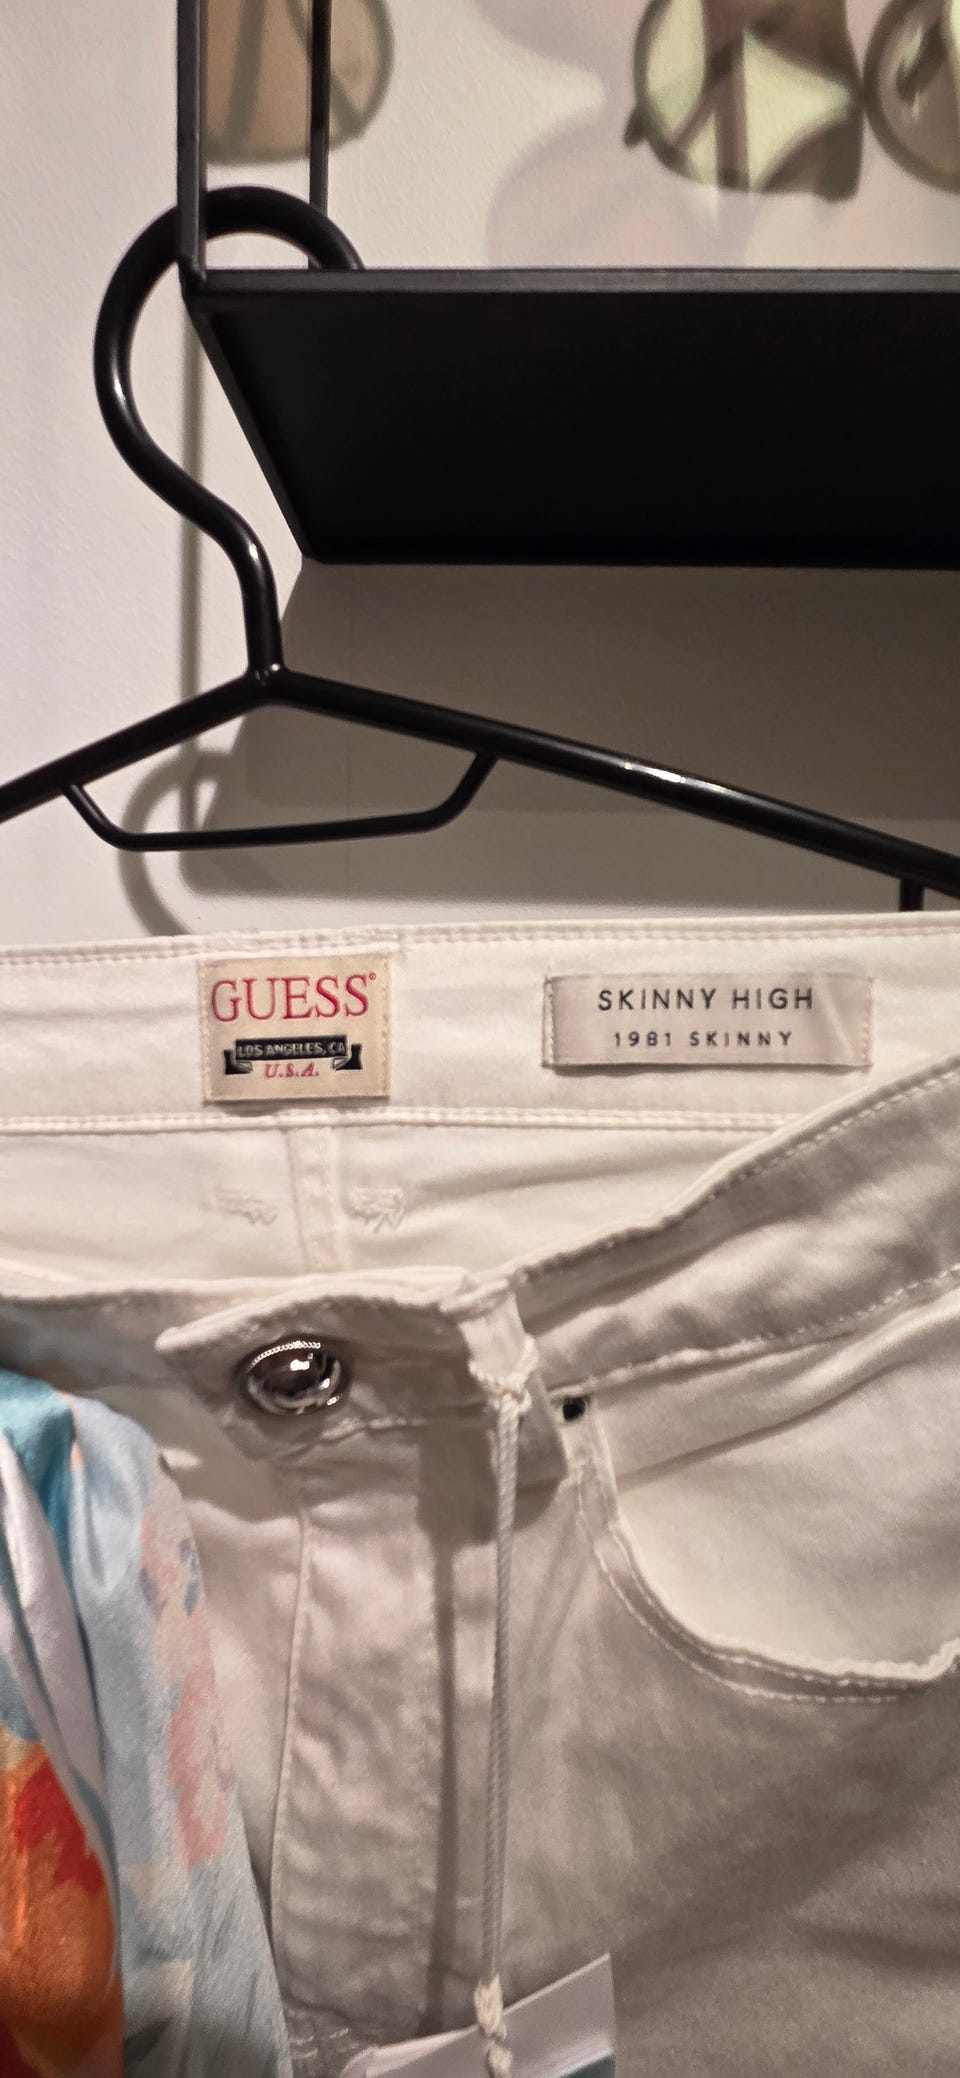 GUESS®
LOS ANGELES, CA
U.S.A.
SKINNY HIGH
1981 SKINNY